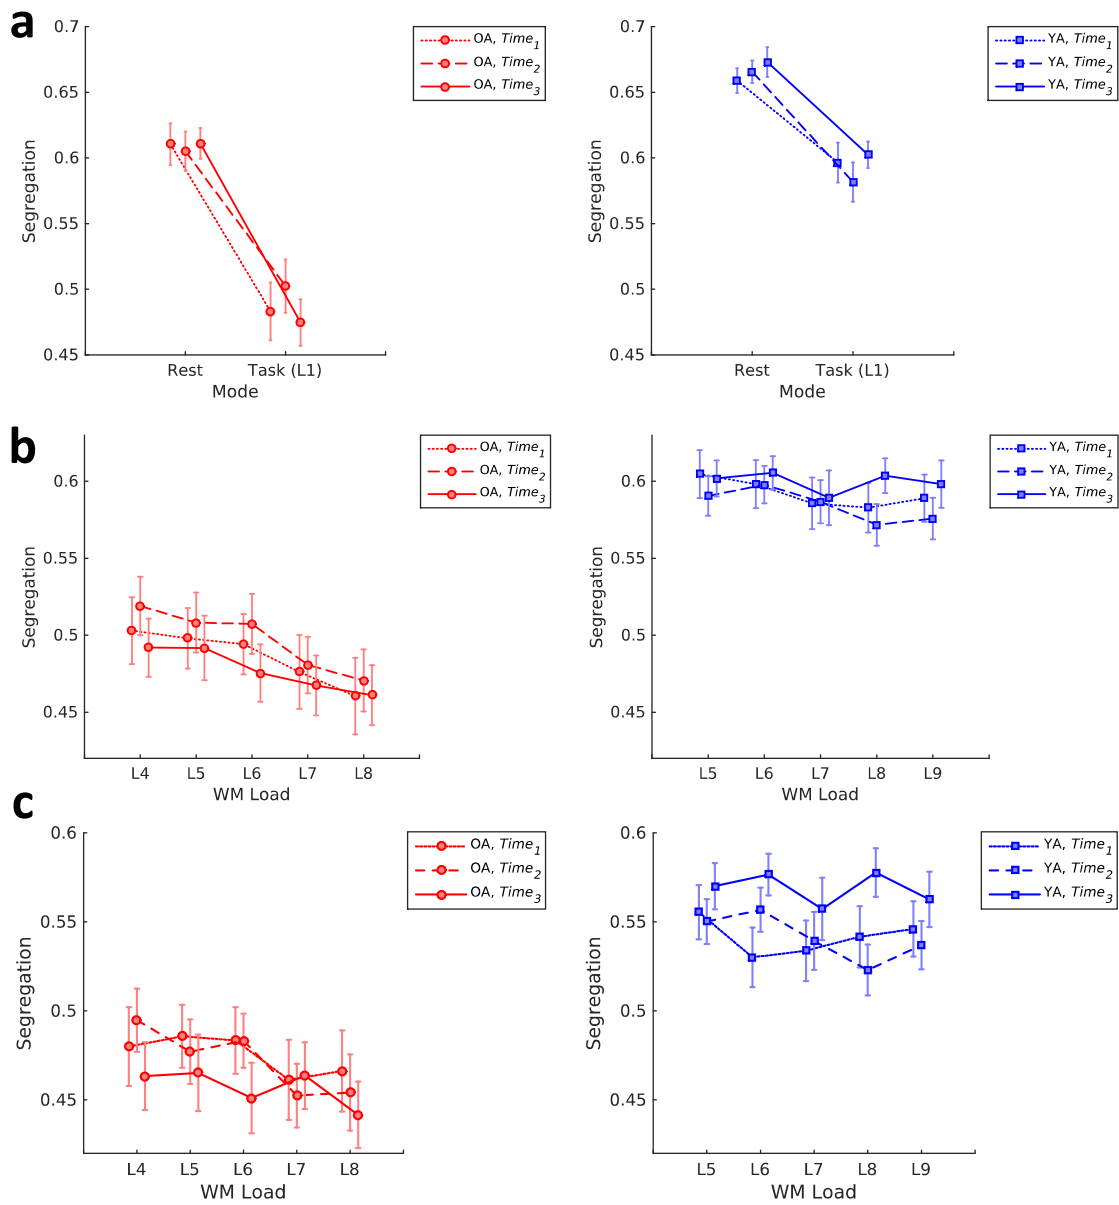 a
0.7
0.65
0.6
0.55
0.5
0.45
Segregation
Rest
Task (L1)
Mode
OA, Time1
OA, Time2
OA, Time3
0.7
0.65
0.6
0.55
0.5
0.45
Segregation
Rest
Task (L1)
Mode
YA, Time1
YA, Time2
YA, Time3
b
0.6
0.55
0.5
0.45
Segregation
L4 L5 L6 L7 L8
WM Load
OA, Time1
OA, Time2
OA, Time3
0.6
0.55
0.5
0.45
Segregation
L5 L6 L7 L8 L9
WM Load
YA, Time1
YA, Time2
YA, Time3
c
0.6
0.55
0.5
0.45
Segregation
L4 L5 L6 L7 L8
WM Load
OA, Time1
OA, Time2
OA, Time3
0.6
0.55
0.5
0.45
Segregation
L5 L6 L7 L8 L9
WM Load
YA, Time1
YA, Time2
YA, Time3